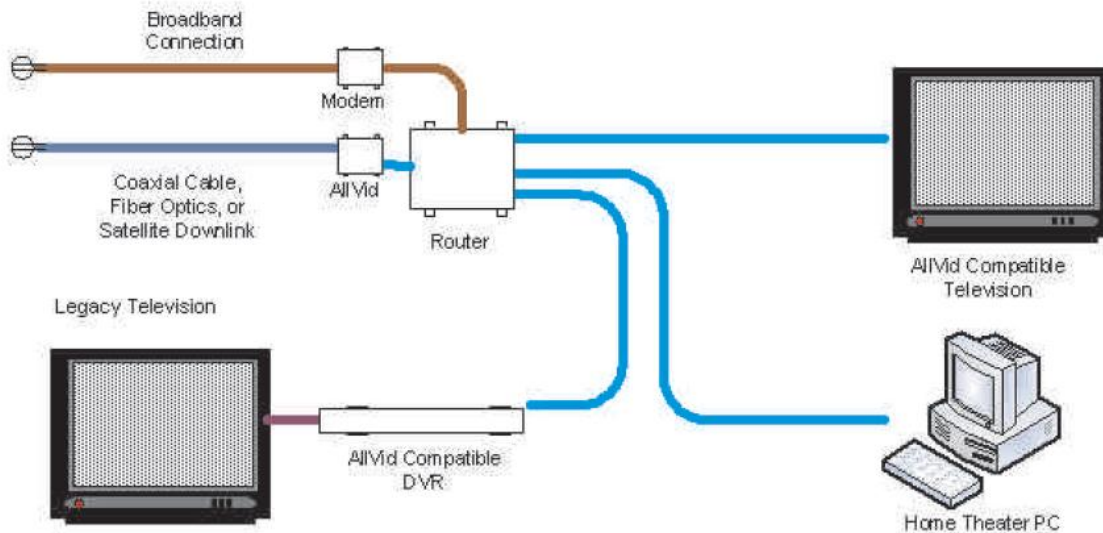 Broadband
Connection
Modem
Coaxial Cable,
Fiber Optics, or
Satellite Downlink
AllVid
Router
AllVid Compatible
Television
Legacy Television
AllVid Compatible
DVR
Home Theater PC